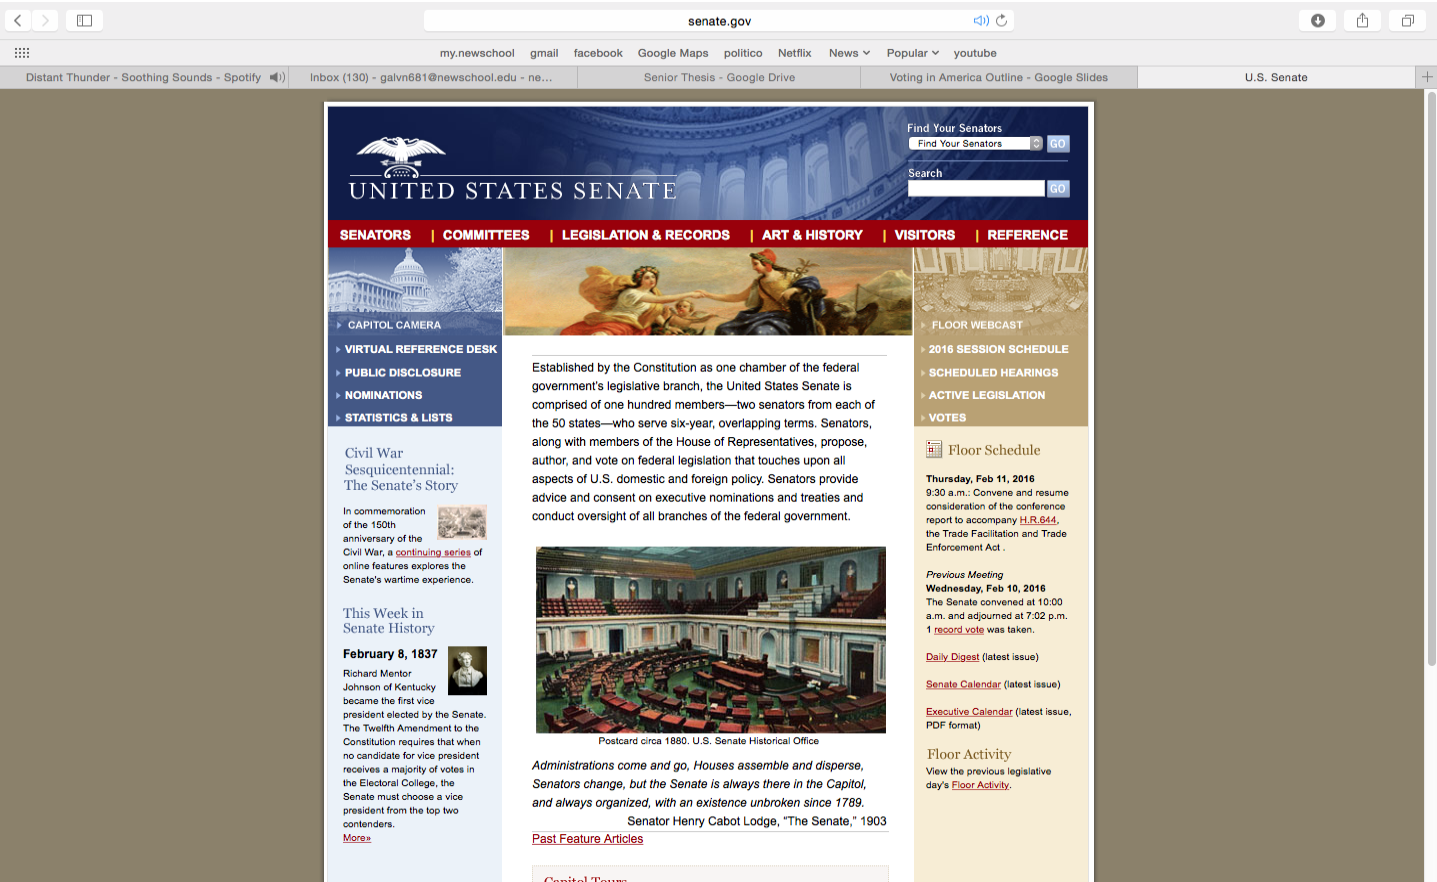 senate.gov
my.newschool gmail facebook Google Maps politico Netflix News Popular youtube
Distant Thunder - Soothing Sounds - Spotify Inbox (130) - galvn681@newschool.edu - ne... Senior Thesis - Google Drive Voting in America Outline - Google Slides U.S. Senate
UNITED STATES SENATE
Find Your Senators
Find Your Senators GO
Search
GO
SENATORS | COMMITTEES | LEGISLATION & RECORDS | ART & HISTORY | VISITORS | REFERENCE
CAPITOL CAMERA
VIRTUAL REFERENCE DESK
PUBLIC DISCLOSURE
NOMINATIONS
STATISTICS & LISTS
Civil War
Sesquicentennial:
The Senate's Story
In commemoration
of the 150th
anniversary of the
Civil War, a continuing series of
online features explores the
Senate's wartime experience.
This Week in
Senate History
February 8, 1837
Richard Mentor
Johnson of Kentucky
became the first vice
president elected by the Senate.
The Twelfth Amendment to the
Constitution requires that when
no candidate for vice president
receives a majority of votes in
the Electoral College, the
Senate must choose a vice
president from the top two
contenders.
More»
Established by the Constitution as one chamber of the federal
government's legislative branch, the United States Senate is
comprised of one hundred members—two senators from each of
the 50 states—who serve six-year, overlapping terms. Senators,
along with members of the House of Representatives, propose,
author, and vote on federal legislation that touches upon all
aspects of U.S. domestic and foreign policy. Senators provide
advice and consent on executive nominations and treaties and
conduct oversight of all branches of the federal government.
Postcard circa 1880. U.S. Senate Historical Office
Administrations come and go, Houses assemble and disperse,
Senators change, but the Senate is always there in the Capitol,
and always organized, with an existence unbroken since 1789.
Senator Henry Cabot Lodge, "The Senate," 1903
Past Feature Articles
Capitol Tours
FLOOR WEBCAST
2016 SESSION SCHEDULE
SCHEDULED HEARINGS
ACTIVE LEGISLATION
VOTES
Floor Schedule
Thursday, Feb 11, 2016
9:30 a.m.: Convene and resume
consideration of the conference
report to accompany H.R.644,
the Trade Facilitation and Trade
Enforcement Act .
Previous Meeting
Wednesday, Feb 10, 2016
The Senate convened at 10:00
a.m. and adjourned at 7:02 p.m.
1 record vote was taken.
Daily Digest (latest issue)
Senate Calendar (latest issue)
Executive Calendar (latest issue,
PDF format)
Floor Activity
View the previous legislative
day's Floor Activity.